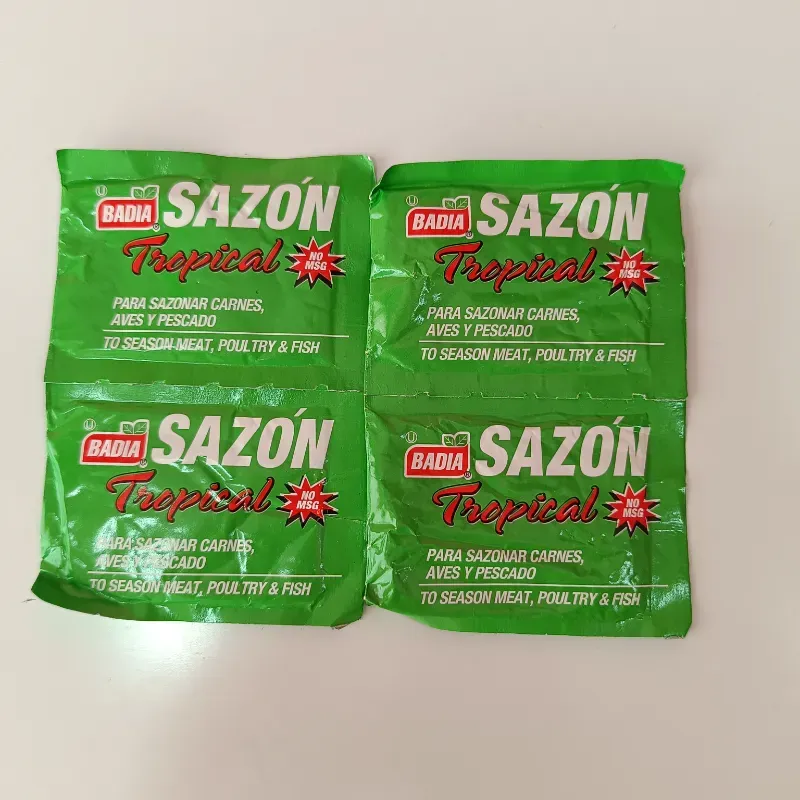 BADIA
SAZÓN
Tropical
NO MSG
PARA SAZONAR CARNES,
AVES Y PESCADO
TO SEASON MEAT, POULTRY & FISH
BADIA
SAZÓN
Tropical
NO MSG
PARA SAZONAR CARNES,
AVES Y PESCADO
TO SEASON MEAT, POULTRY & FISH
BADIA
SAZÓN
Tropical
NO MSG
PARA SAZONAR CARNES,
AVES Y PESCADO
TO SEASON MEAT, POULTRY & FISH
BADIA
SAZÓN
Tropical
NO MSG
PARA SAZONAR CARNES,
AVES Y PESCADO
TO SEASON MEAT, POULTRY & FISH